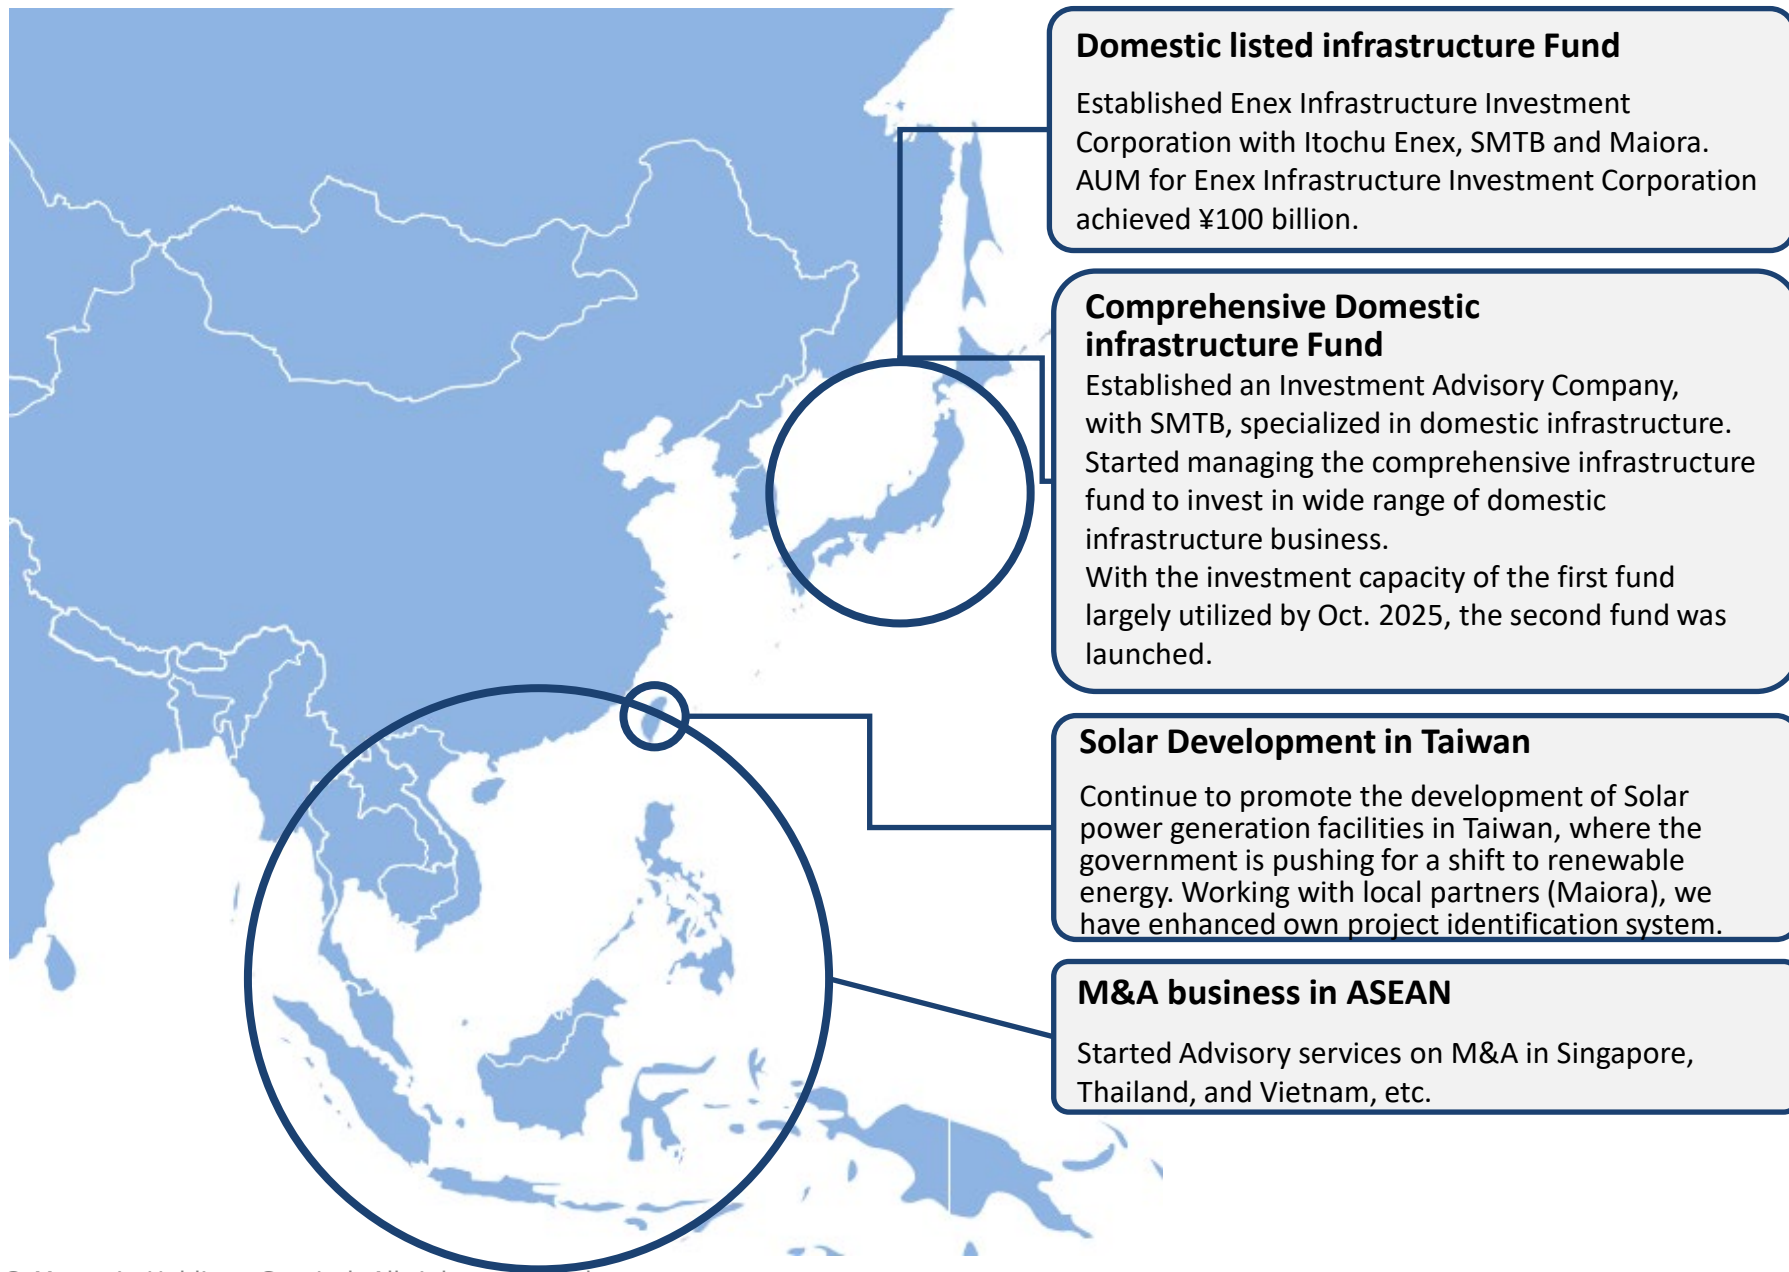 Domestic listed infrastructure Fund
Established Enex Infrastructure Investment
Corporation with Itochu Enex, SMTB and Maiora.
AUM for Enex Infrastructure Investment Corporation
achieved ¥100 billion.
Comprehensive Domestic
infrastructure Fund
Established an Investment Advisory Company,
with SMTB, specialized in domestic infrastructure.
Started managing the comprehensive infrastructure
fund to invest in wide range of domestic
infrastructure business.
With the investment capacity of the first fund
largely utilized by Oct. 2025, the second fund was
launched.
Solar Development in Taiwan
Continue to promote the development of Solar
power generation facilities in Taiwan, where the
government is pushing for a shift to renewable
energy. Working with local partners (Maiora), we
have enhanced own project identification system.
M&A business in ASEAN
Started Advisory services on M&A in Singapore,
Thailand, and Vietnam, etc.